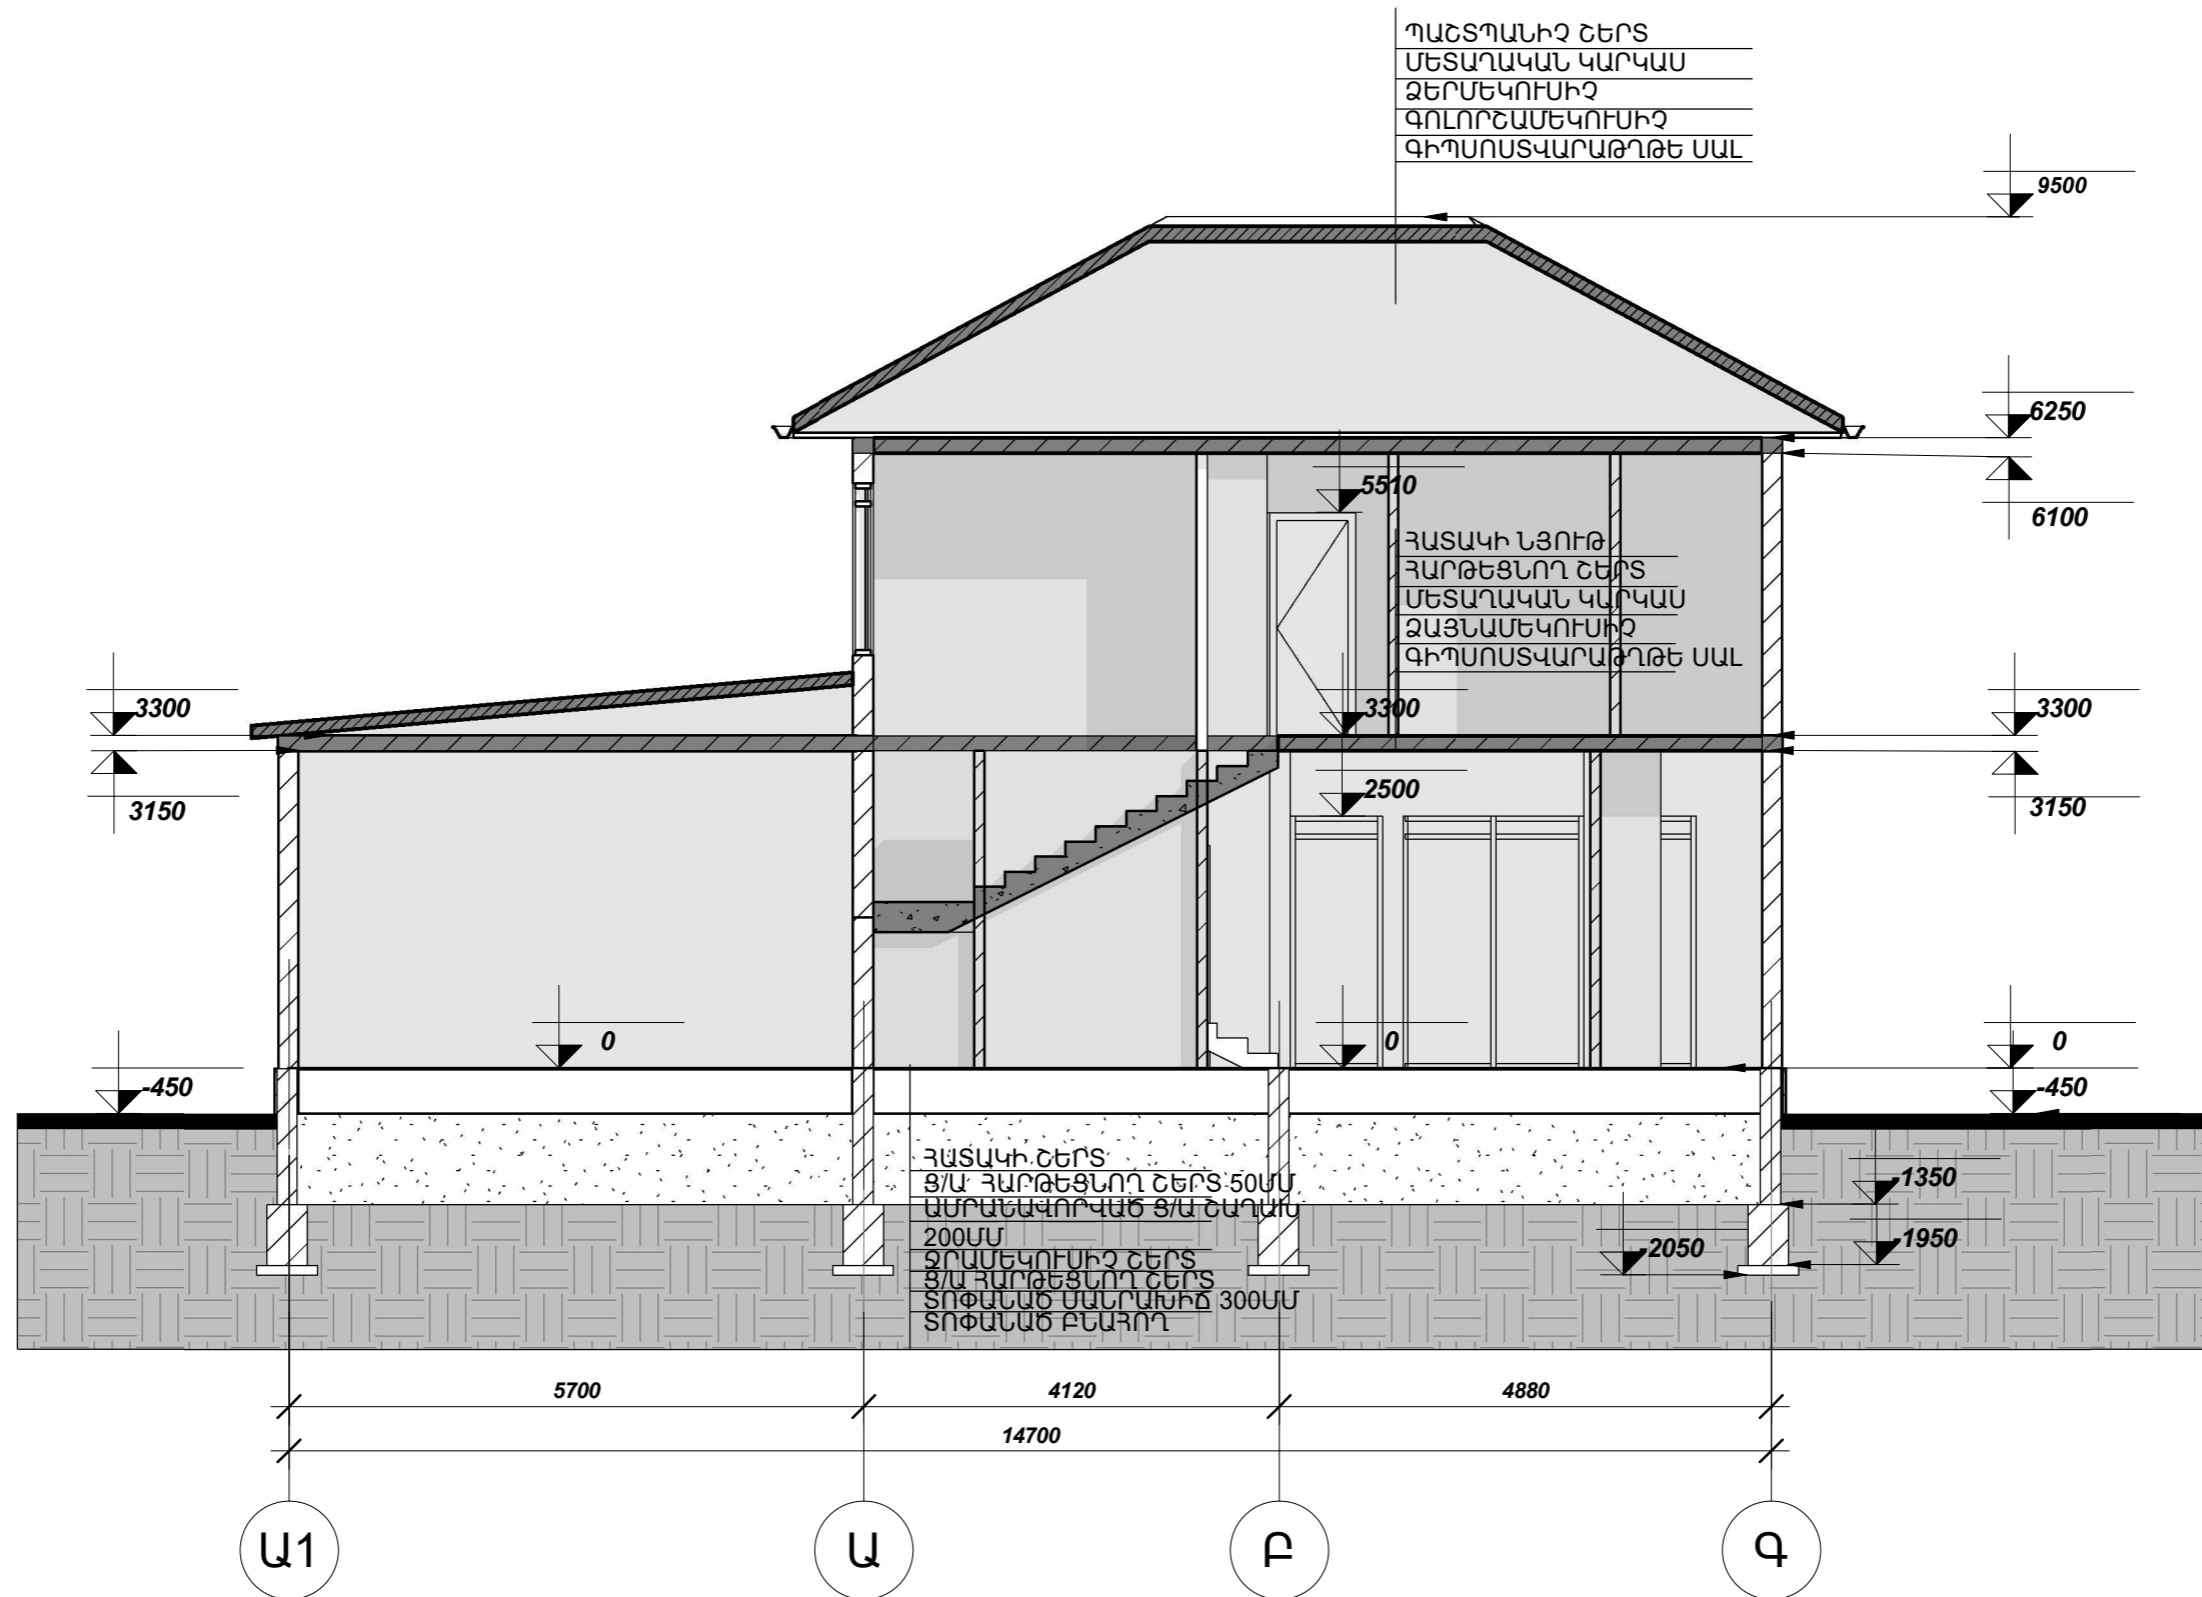 ՊԱՇՏՊԱՆԻՉ ՇԵՐՏ
ՄԵՏԱՂԱԿԱՆ ԿԱՐԿԱՍ
ՋԵՐՄԵԿՈՒՍԻՉ
ԳՈԼՈՐՇԱՄԵԿՈՒՍԻՉ
ԳԻՊՍՈՍՏՎԱՐԱԹՂԹԵ ՍԱԼ
9500
6250
6100
5510
ՀԱՏԱԿԻ ՆՅՈՒԹ
ՀԱՐԹԵՑՆՈՂ ՇԵՐՏ
ՄԵՏԱՂԱԿԱՆ ԿԱՐԿԱՍ
ՁԱՅՆԱՄԵԿՈՒՍԻՉ
ԳԻՊՍՈՍՏՎԱՐԱԹՂԹԵ ՍԱԼ
3300
3300
3300
3150
2500
3150
0
0
0
-450
-450
ՀԱՏԱԿԻ ՇԵՐՏ
Ց/Ա ՀԱՐԹԵՑՆՈՂ ՇԵՐՏ 50ՄՄ
ԱՄՐԱՆԱՎՈՐՎԱԾ Ց/Ա ՇԱՂԱԽ
200ՄՄ
ՋՐԱՄԵԿՈՒՍԻՉ ՇԵՐՏ
Ց/Ա ՀԱՐԹԵՑՆՈՂ ՇԵՐՏ
ՏՈՓԱՆԱԾ ՄԱՆՐԱԽԻՃ 300ՄՄ
ՏՈՓԱՆԱԾ ԲՆԱՀՈՂ
-1350
-2050
-1950
5700
4120
4880
14700
Ա1
Ա
Բ
Գ